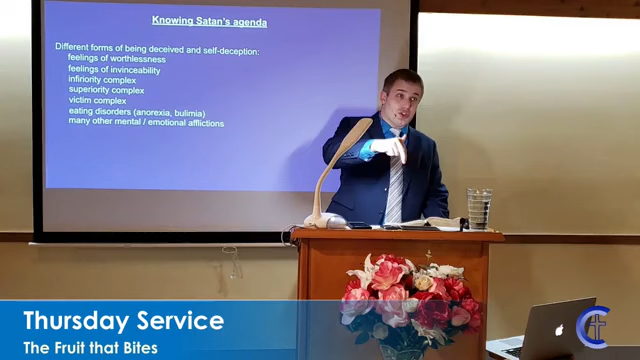 Knowing Satan's agenda
Different forms of being deceived and self-deception:
feelings of worthlessness
feelings of invinceability
infiriority complex
superiority complex
victim complex
eating disorders (anorexia, bulimia)
many other mental / emotional afflictions
Thursday Service
The Fruit that Bites